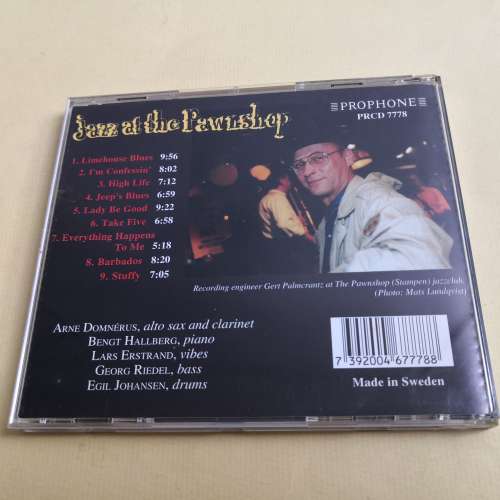 Jazz at the Pawnshop
PROPHONE
PRCD 7778
1. Limehouse Blues 9:56
2. I'm Confessin' 8:02
3. High Life 7:12
4. Jeep's Blues 6:59
5. Lady Be Good 9:22
6. Take Five 6:58
7. Everything Happens
To Me 5:18
8. Barbados 8:20
9. Stuffy 7:05
Recording engineer Gert Palmcrantz at The Pawnshop (Stampen) jazzclub.
(Photo: Mats Lundqvist)
ARNE DOMNÉRUS, alto sax and clarinet
BENGT HALLBERG, piano
LARS ERSTRAND, vibes
GEORG RIEDEL, bass
EGIL JOHANSEN, drums
7 392004 677788
Made in Sweden